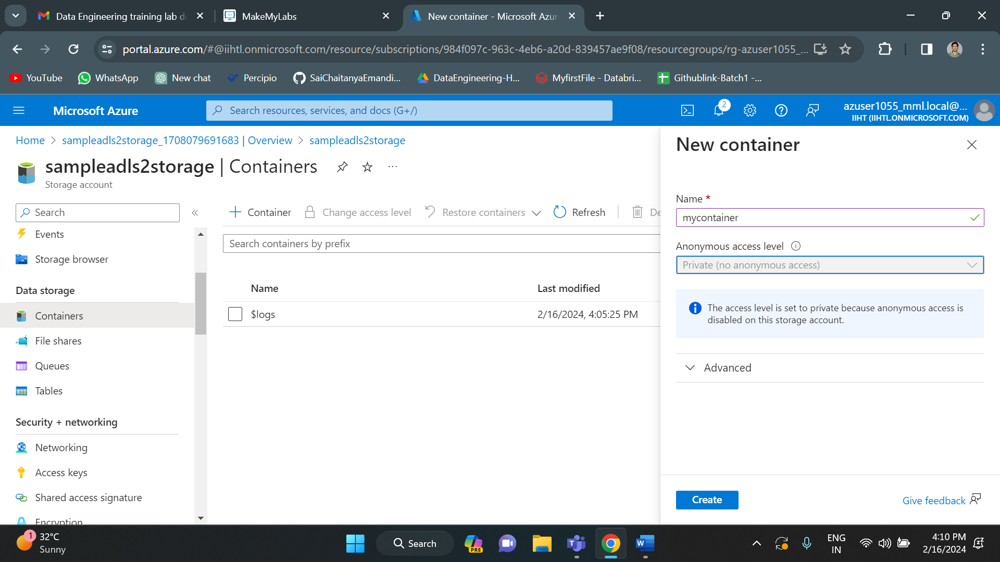 Data Engineering training lab d
MakeMyLabs
New container - Microsoft Azur
portal.azure.com/#@iihtl.onmicrosoft.com/resource/subscriptions/984f097c-963c-4eb6-a20d-839457ae9f08/resourcegroups/rg-azuser1055_...
YouTube
WhatsApp
New chat
Percipio
SaiChaitanyaEmandi...
DataEngineering-H...
MyfirstFile - Databri...
Githublink-Batch1 -...
Microsoft Azure
Search resources, services, and docs (G+/)
2
azuser1055_mml.local@...
IIHT (IIHTL.ONMICROSOFT.COM)
Home > sampleadls2storage_1708079691683 | Overview > sampleadls2storage
sampleadls2storage | Containers
...
Storage account
Search
«
Events
Storage browser
Data storage
Containers
File shares
Queues
Tables
Security + networking
Networking
Access keys
Shared access signature
Encryption
Container
Change access level
Restore containers
Refresh
De
Search containers by prefix
Name
Last modified
$logs
2/16/2024, 4:05:25 PM
New container
Name *
mycontainer
Anonymous access level
Private (no anonymous access)
The access level is set to private because anonymous access is
disabled on this storage account.
Advanced
Create
Give feedback
1
32°C
Sunny
Search
PRE
ENG
IN
4:10 PM
2/16/2024